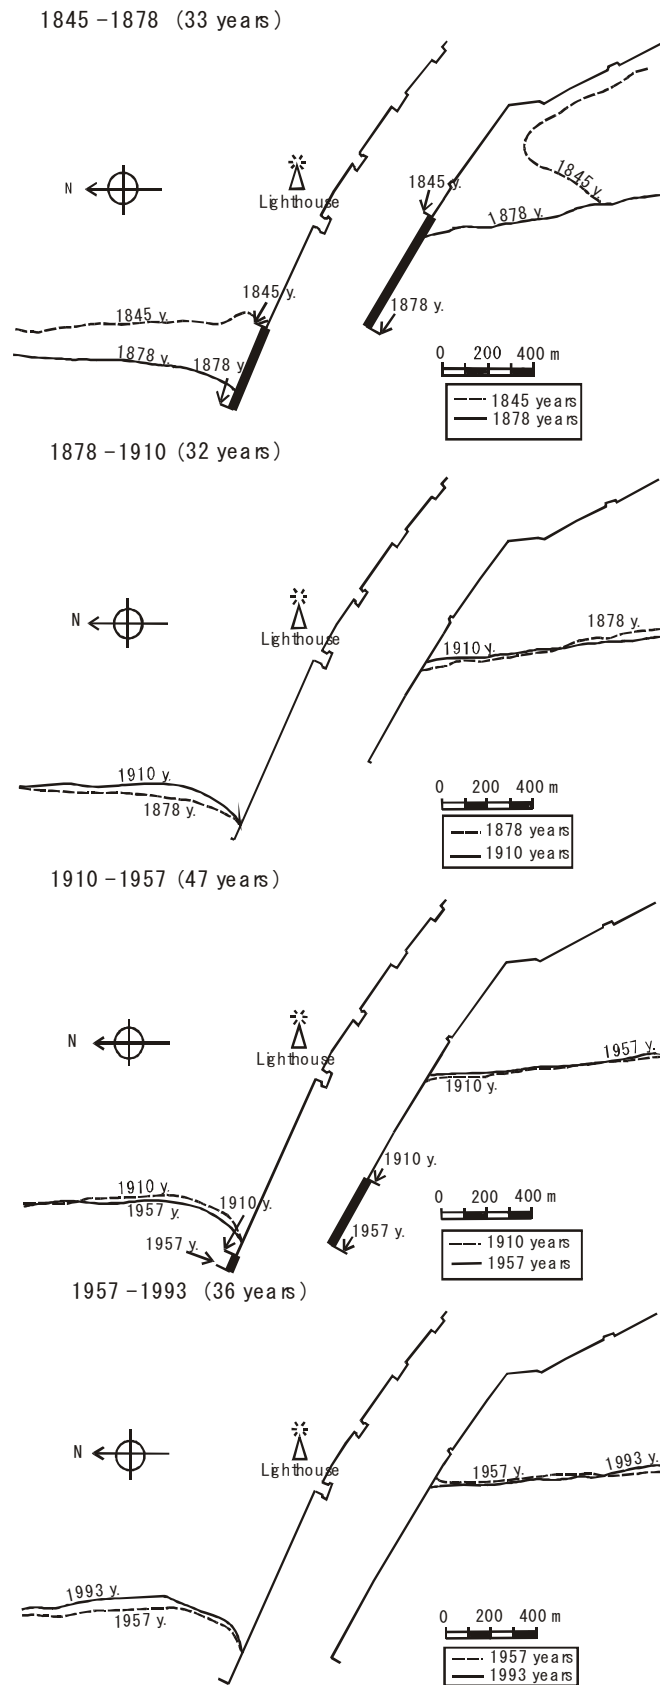 1845 – 1878 (33 years)
1845 y.
N
Lighthouse
1845 y.
1878 y.
1845 y.
1845 y.
1878 y.
1878 y
1878 y.
0 200 400 m
1845 years
1878 years
1878 – 1910 (32 years)
1878 y.
N
Lighthouse
1910 y.
1910 y.
1878 y.
0 200 400 m
1878 years
1910 years
1910 – 1957 (47 years)
N
Lighthouse
1957 y.
1910 y.
1910 y.
1910 y.
1957 y.
1910 y.
1957 y.
1957 y.
0 200 400 m
1910 years
1957 years
1957 – 1993 (36 years)
N
Lighthouse
1993 y.
1957 y.
1993 y.
1957 y.
0 200 400 m
1957 years
1993 years